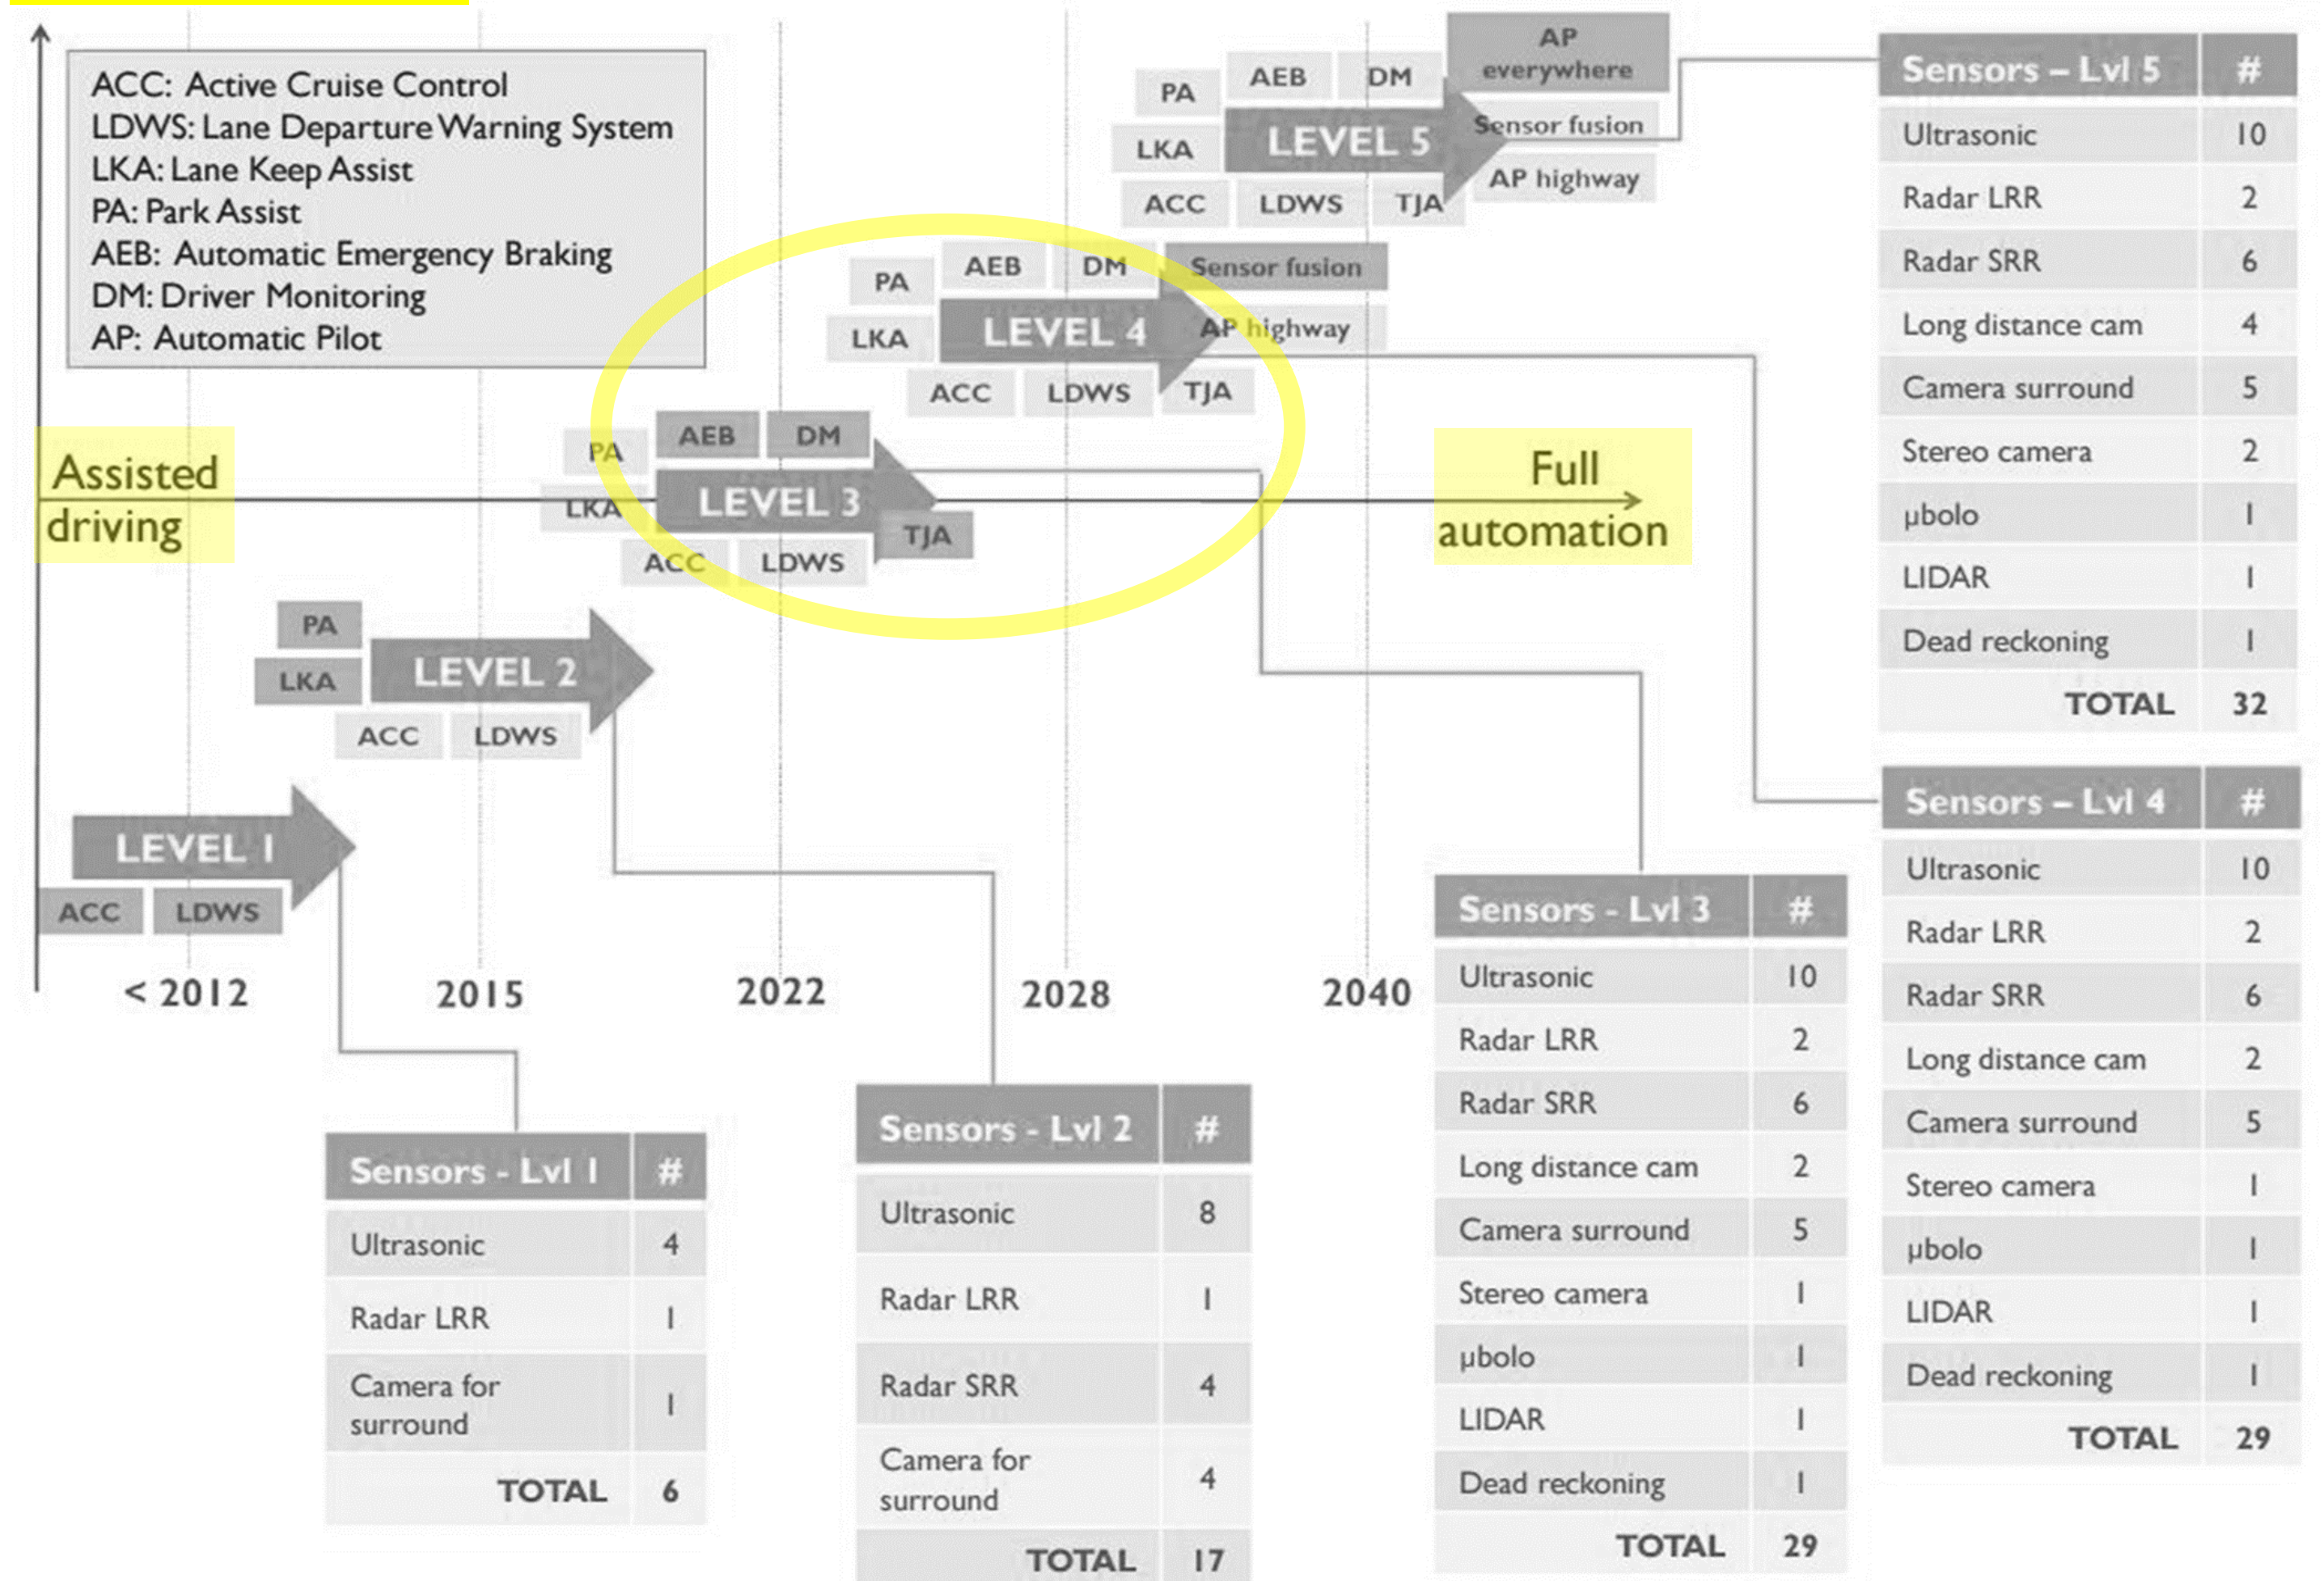 ACC: Active Cruise Control
LDWS: Lane Departure Warning System
LKA: Lane Keep Assist
PA: Park Assist
AEB: Automatic Emergency Braking
DM: Driver Monitoring
AP: Automatic Pilot
AP
everywhere
PA AEB DM
Sensor fusion
LKA LEVEL 5
AP highway
ACC LDWS TJA
PA AEB DM Sensor fusion
LKA LEVEL 4 AP highway
ACC LDWS TJA
PA AEB DM
LKA LEVEL 3
TJA
ACC LDWS
Assisted
driving
Full
automation
PA
LKA LEVEL 2
ACC LDWS
LEVEL 1
ACC LDWS
< 2012 2015 2022 2028 2040
Sensors - Lvl 1 #
Ultrasonic 4
Radar LRR 1
Camera for
surround 1
TOTAL 6
Sensors - Lvl 2 #
Ultrasonic 8
Radar LRR 1
Radar SRR 4
Camera for
surround 4
TOTAL 17
Sensors - Lvl 3 #
Ultrasonic 10
Radar LRR 2
Radar SRR 6
Long distance cam 2
Camera surround 5
Stereo camera 1
µbolo 1
LIDAR 1
Dead reckoning 1
TOTAL 29
Sensors – Lvl 4 #
Ultrasonic 10
Radar LRR 2
Radar SRR 6
Long distance cam 2
Camera surround 5
Stereo camera 1
µbolo 1
LIDAR 1
Dead reckoning 1
TOTAL 29
Sensors – Lvl 5 #
Ultrasonic 10
Radar LRR 2
Radar SRR 6
Long distance cam 4
Camera surround 5
Stereo camera 2
µbolo 1
LIDAR 1
Dead reckoning 1
TOTAL 32